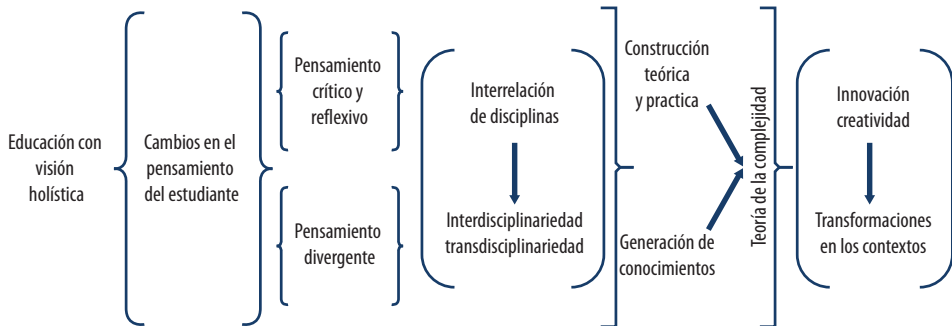 Educación con
visión
holística
Cambios en el
pensamiento
del estudiante
Pensamiento
crítico y
reflexivo
Pensamiento
divergente
Interrelación
de disciplinas
Interdisciplinariedad
transdisciplinariedad
Construcción
teórica
y practica
Generación de
conocimientos
Teoría de la complejidad
Innovación
creatividad
Transformaciones
en los contextos